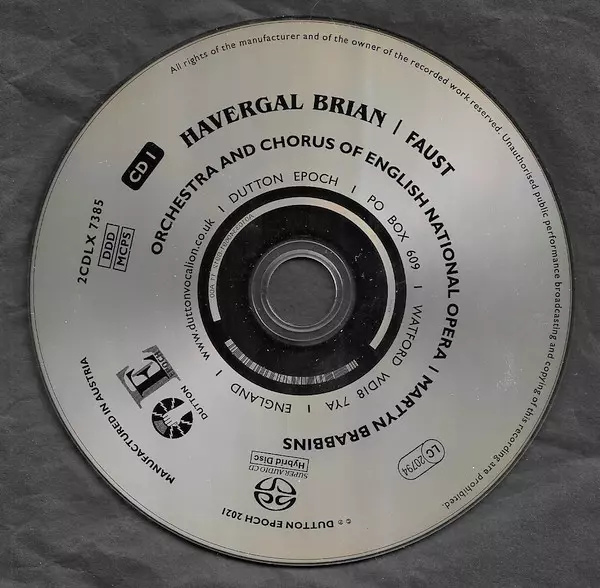 All rights of the manufacturer and of the owner of the recorded work reserved. Unauthorised public performance broadcasting and copying of this recording are prohibited.
HAVERGAL BRIAN | FAUST
CD 1
ORCHESTRA AND CHORUS OF ENGLISH NATIONAL OPERA | MARTYN BRABBINS
www.duttonvocalion.co.uk | DUTTON EPOCH | PO BOX 609 | WATFORD WD18 7YA | ENGLAND |
2CDLX 7385
DDD
MCPS
DUTTON
EPOCH
MANUFACTURED IN AUSTRIA
LC 20794
SUPER AUDIO CD
Hybrid Disc
℗ © DUTTON EPOCH 2021